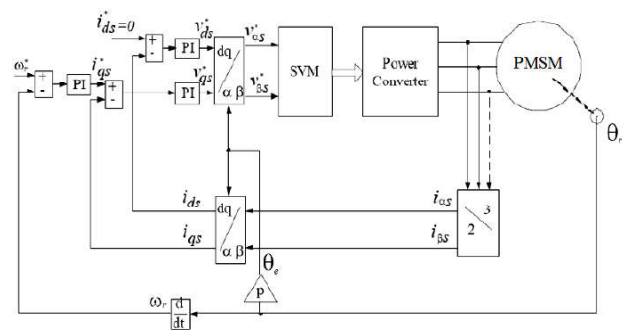 i*ds=0
v*ds
v*αs
+
-
PI
dq
αβ
ω*r
+
-
PI
i*qs
+
-
PI
v*qs
v*βs
SVM
Power
Converter
PMSM
θr
ids
iqs
dq
αβ
iαs
iβs
3
2
θe
p
ωr
d
dt